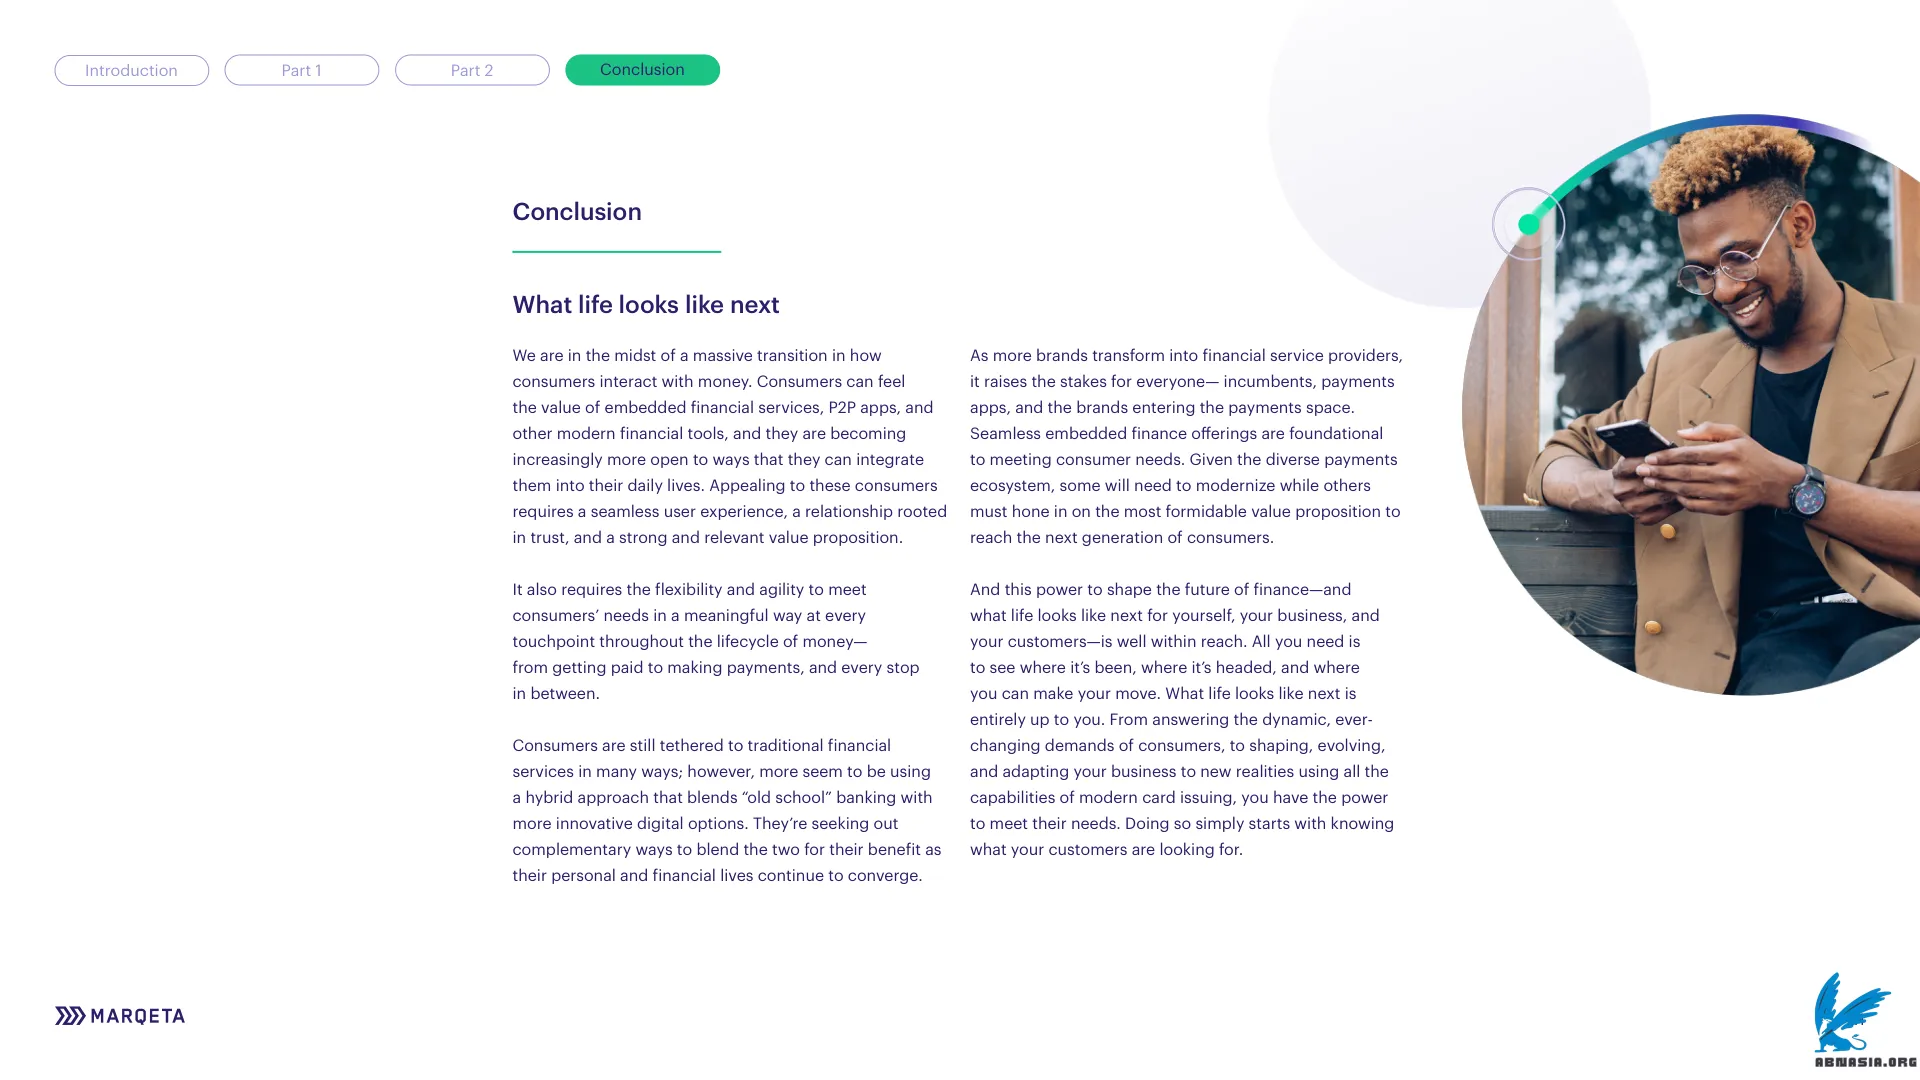 Introduction
Part 1
Part 2
Conclusion
Conclusion
What life looks like next
We are in the midst of a massive transition in how
consumers interact with money. Consumers can feel
the value of embedded financial services, P2P apps, and
other modern financial tools, and they are becoming
increasingly more open to ways that they can integrate
them into their daily lives. Appealing to these consumers
requires a seamless user experience, a relationship rooted
in trust, and a strong and relevant value proposition.
It also requires the flexibility and agility to meet
consumers’ needs in a meaningful way at every
touchpoint throughout the lifecycle of money—
from getting paid to making payments, and every stop
in between.
Consumers are still tethered to traditional financial
services in many ways; however, more seem to be using
a hybrid approach that blends “old school” banking with
more innovative digital options. They’re seeking out
complementary ways to blend the two for their benefit as
their personal and financial lives continue to converge.
As more brands transform into financial service providers,
it raises the stakes for everyone— incumbents, payments
apps, and the brands entering the payments space.
Seamless embedded finance offerings are foundational
to meeting consumer needs. Given the diverse payments
ecosystem, some will need to modernize while others
must hone in on the most formidable value proposition to
reach the next generation of consumers.
And this power to shape the future of finance—and
what life looks like next for yourself, your business, and
your customers—is well within reach. All you need is
to see where it’s been, where it’s headed, and where
you can make your move. What life looks like next is
entirely up to you. From answering the dynamic, ever-
changing demands of consumers, to shaping, evolving,
and adapting your business to new realities using all the
capabilities of modern card issuing, you have the power
to meet their needs. Doing so simply starts with knowing
what your customers are looking for.
MARQETA
ABNASIA.ORG